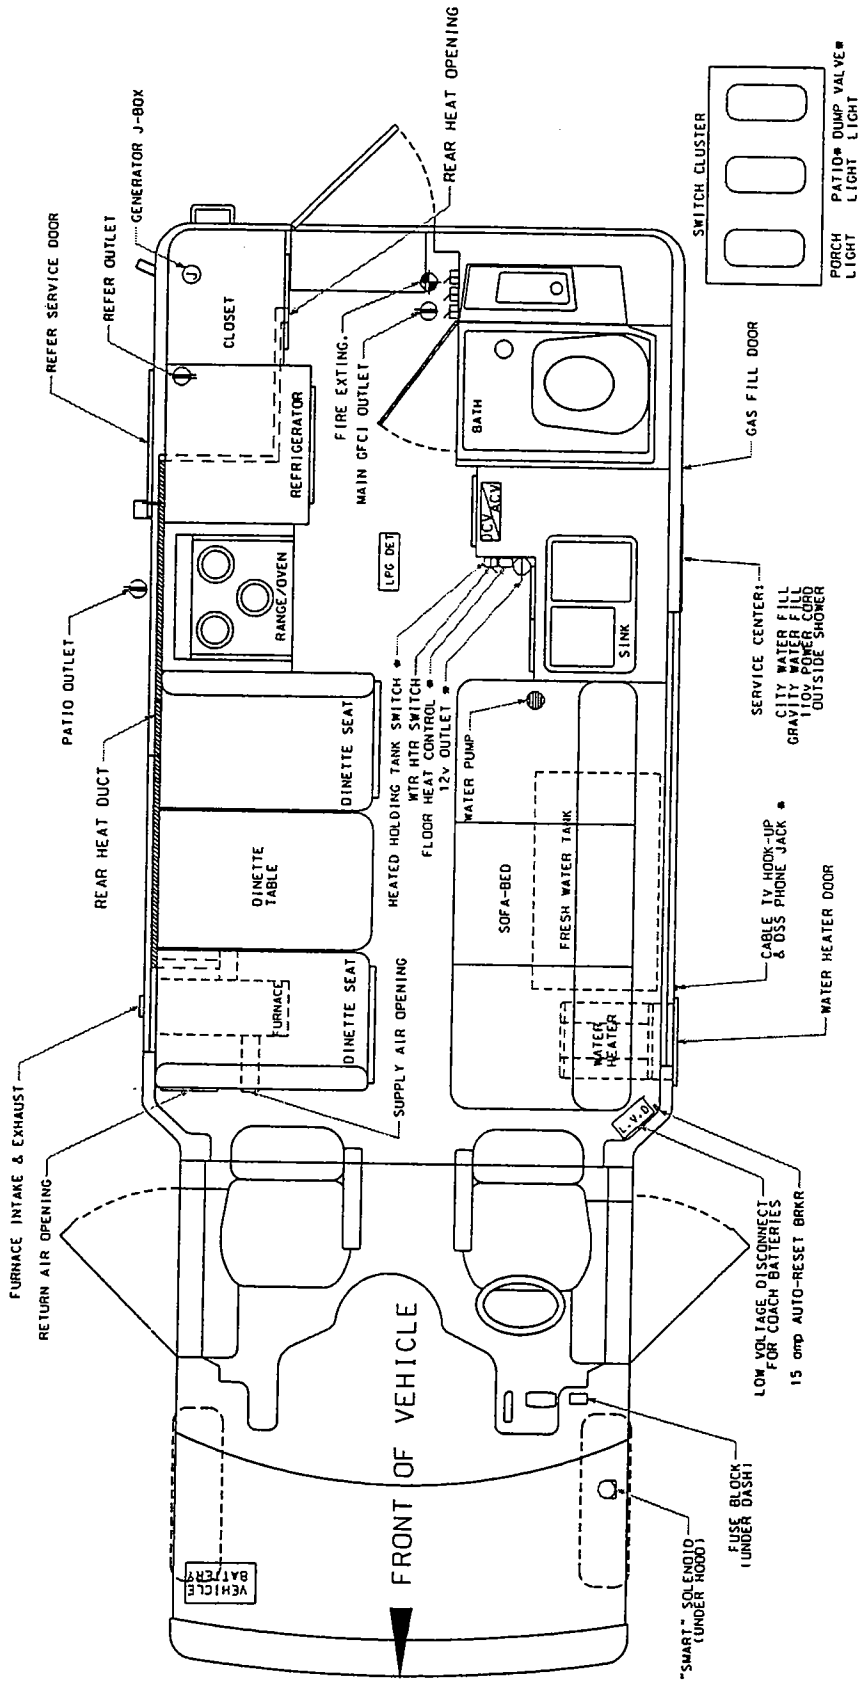 FURNACE INTAKE & EXHAUST
RETURN AIR OPENING
REAR HEAT DUCT
PATIO OUTLET
REFER SERVICE DOOR
REFER OUTLET
GENERATOR J-BOX
REAR HEAT OPENING
J
CLOSET
REFRIGERATOR
RANGE/OVEN
DINETTE SEAT
DINETTE
TABLE
DINETTE SEAT
FURNACE
SUPPLY AIR OPENING
FIRE EXTING.
MAIN GFCI OUTLET
LPG DET
HEATED HOLDING TANK SWITCH *
WTR HTR SWITCH
FLOOR HEAT CONTROL *
12v OUTLET *
WATER PUMP
BATH
DCV
ACV
SINK
SOFA-BED
FRESH WATER TANK
WATER
HEATER
L.V.D
VEHICLE
BATTERY
FRONT OF VEHICLE
"SMART" SOLENOID
(UNDER HOOD)
FUSE BLOCK
(UNDER DASH)
LOW VOLTAGE DISCONNECT
FOR COACH BATTERIES
15 amp AUTO-RESET BRKR
WATER HEATER DOOR
CABLE TV HOOK-UP
& DSS PHONE JACK *
SERVICE CENTER:
CITY WATER FILL
GRAVITY WATER FILL
110v POWER CORD
OUTSIDE SHOWER
GAS FILL DOOR
SWITCH CLUSTER
PORCH
LIGHT
PATIO*
LIGHT
DUMP VALVE*
LIGHT